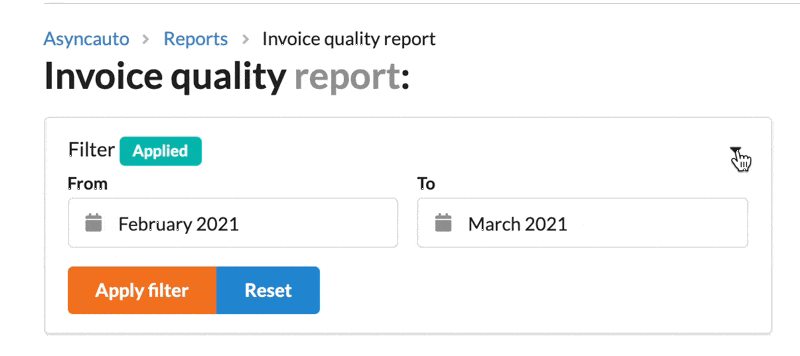 Asyncauto > Reports > Invoice quality report
Invoice quality report:
Filter Applied
From
To
February 2021
March 2021
Apply filter
Reset